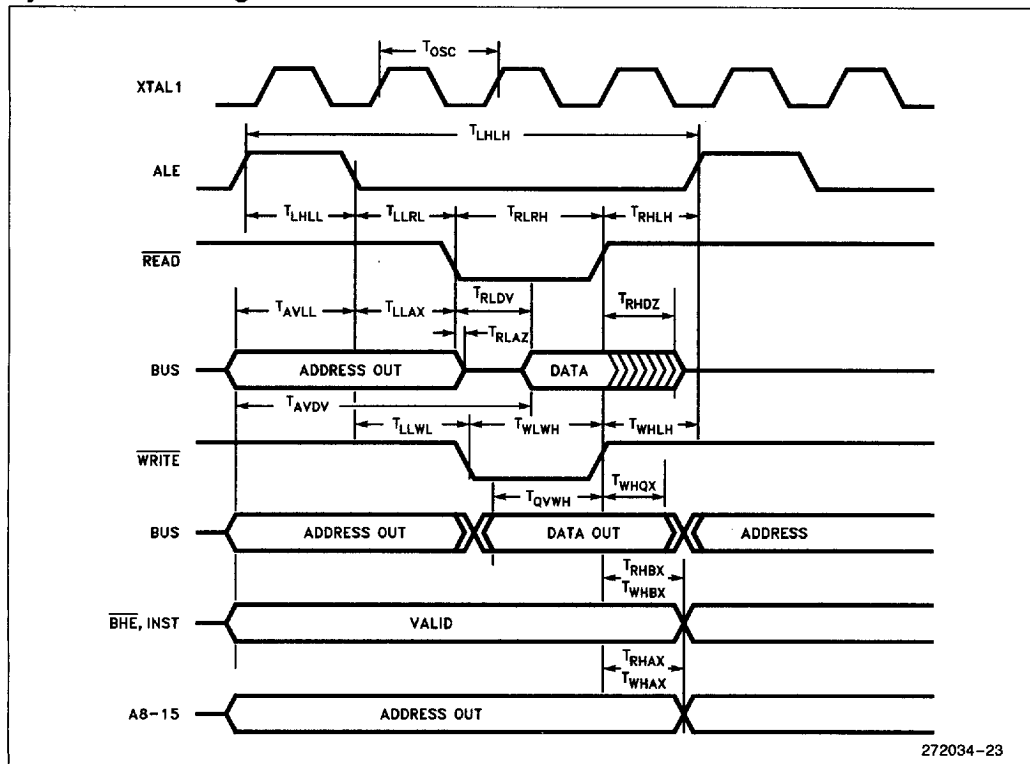 T_OSC
XTAL1
T_LHLH
ALE
T_LHLL T_LLRL T_RLRH T_RHLH
READ
T_AVLL T_LLAX T_RLDV T_RHDZ
T_RLAZ
BUS ADDRESS OUT DATA
T_AVDV
T_LLWL T_WLWH T_WHLH
WRITE
T_QVWH T_WHQX
BUS ADDRESS OUT DATA OUT ADDRESS
T_RHBX
T_WHBX
BHE, INST VALID
T_RHAX
T_WHAX
A8-15 ADDRESS OUT
272034-23